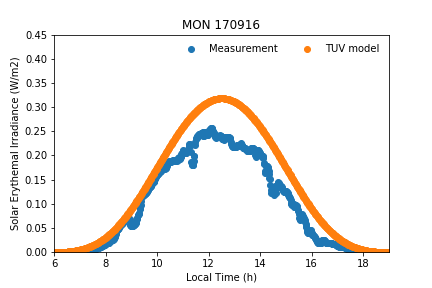 MON 170916
Measurement TUV model
Solar Erythemal Irradiance (W/m2)
0.45
0.40
0.35
0.30
0.25
0.20
0.15
0.10
0.05
0.00
6 8 10 12 14 16 18
Local Time (h)